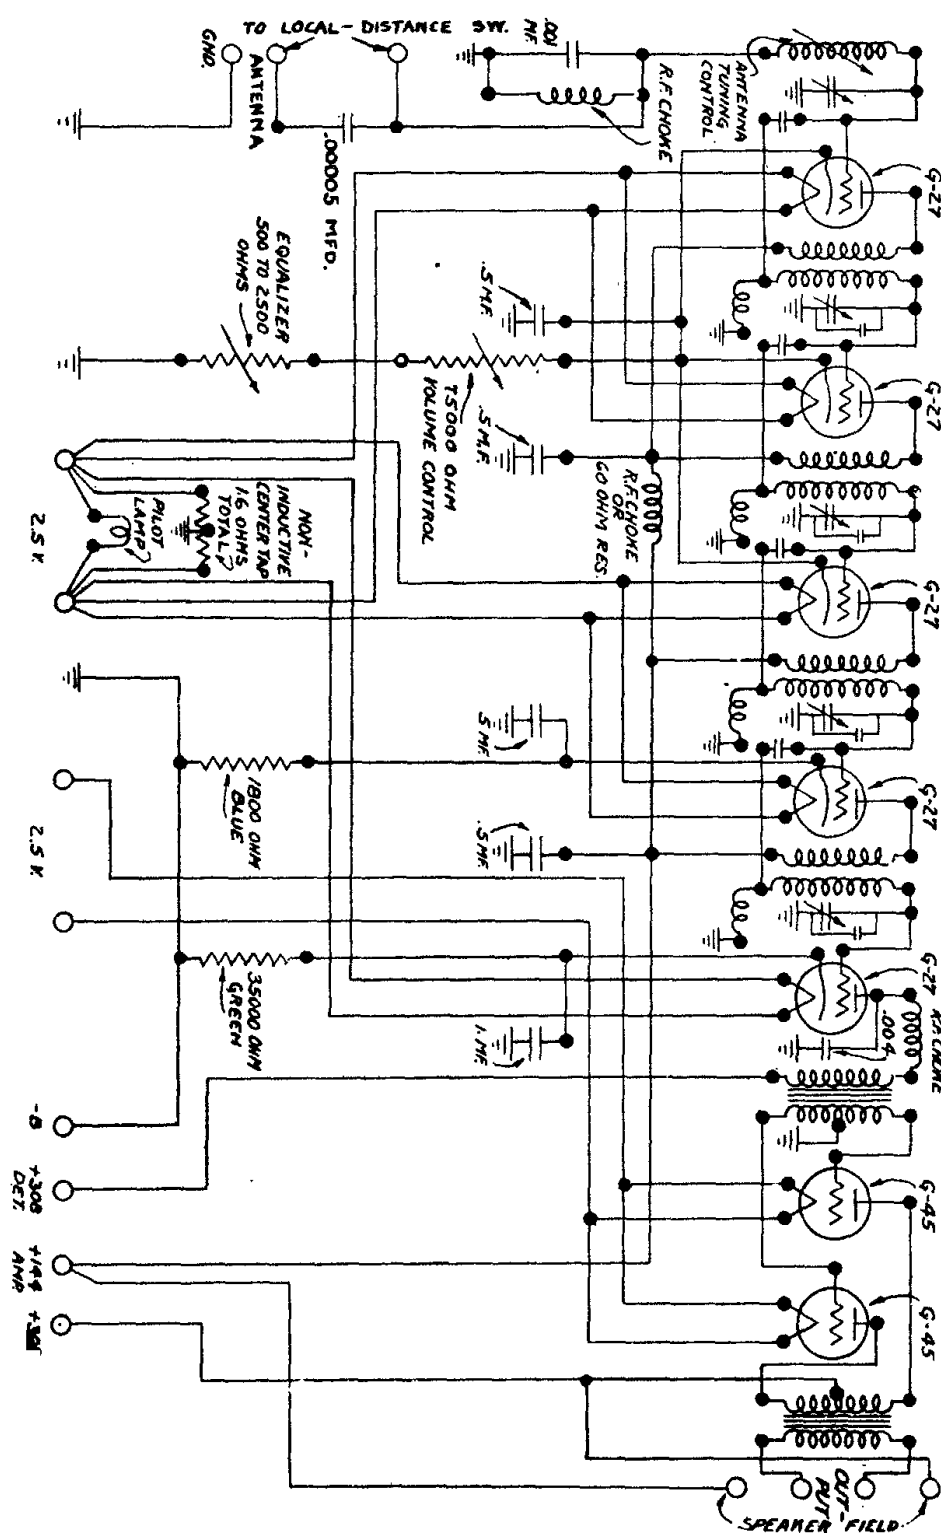 TO LOCAL-DISTANCE SW.
GND.
ANTENNA
.00005 MFD.
.001
MF.
R.F. CHOKE
ANTENNA
TUNING
CONTROL
G-27
EQUALIZER
500 TO 2500
OHMS
.5 MF.
75000 OHM
VOLUME CONTROL
.5 MF.
G-27
R.F. CHOKE
OR
60 OHM RES.
NON-
INDUCTIVE
CENTER TAP
1.6 OHMS
TOTAL
PILOT
LAMP
2.5 V.
G-27
.5 MF.
1800 OHM
BLUE
G-27
.5 MF.
2.5 V.
35000 OHM
GREEN
1. MF.
G-27
R.F. CHOKE
.004
-B
+308
DET.
+144
AMP.
G-45
G-45
OUT-
PUT
SPEAKER FIELD